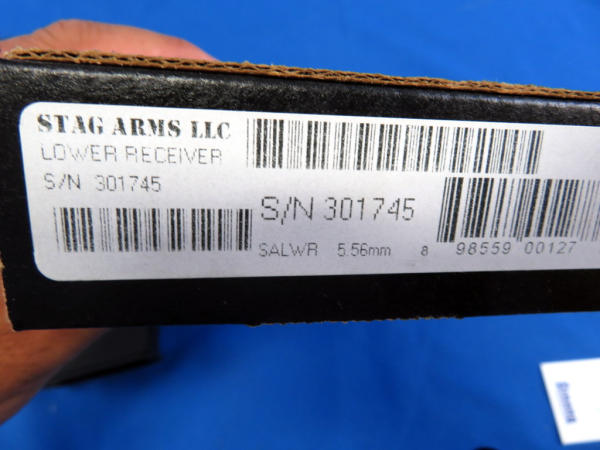 STAG ARMS LLC
LOWER RECEIVER
S/N 301745
S/N 301745
SALWR 5.56mm 8 98559 00127